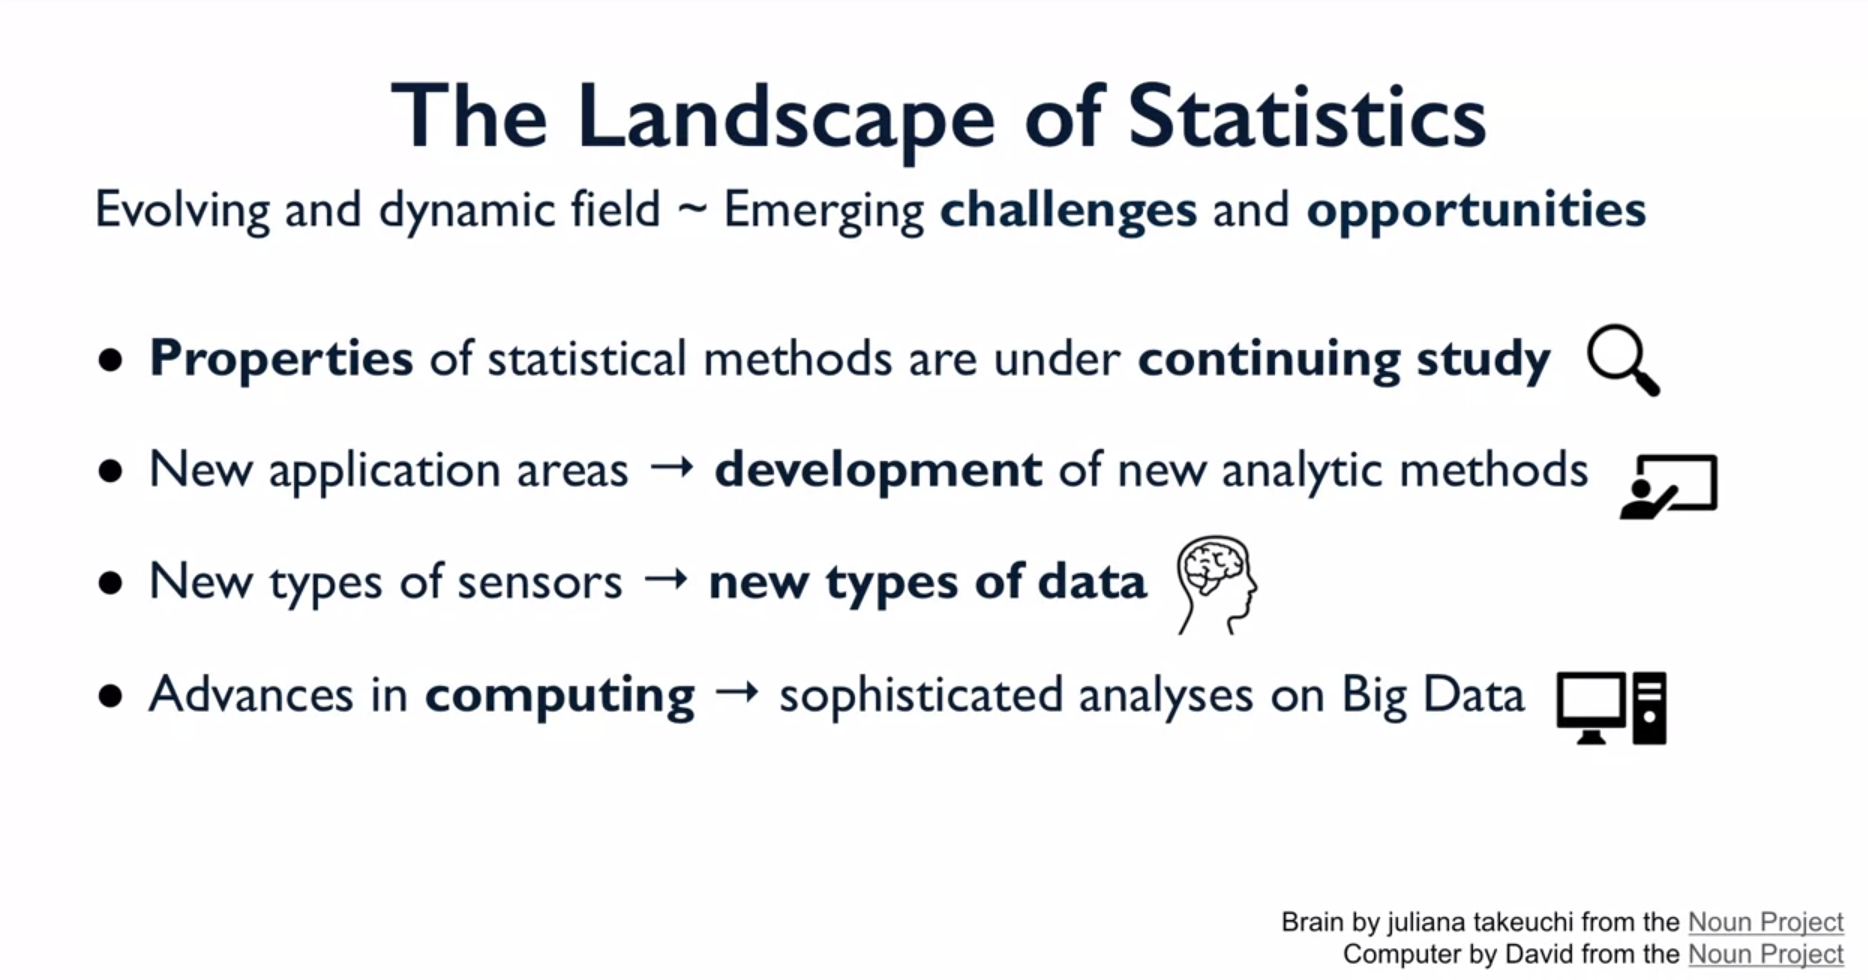 The Landscape of Statistics
Evolving and dynamic field ~ Emerging challenges and opportunities
● Properties of statistical methods are under continuing study
● New application areas → development of new analytic methods
● New types of sensors → new types of data
● Advances in computing → sophisticated analyses on Big Data
Brain by juliana takeuchi from the Noun Project
Computer by David from the Noun Project